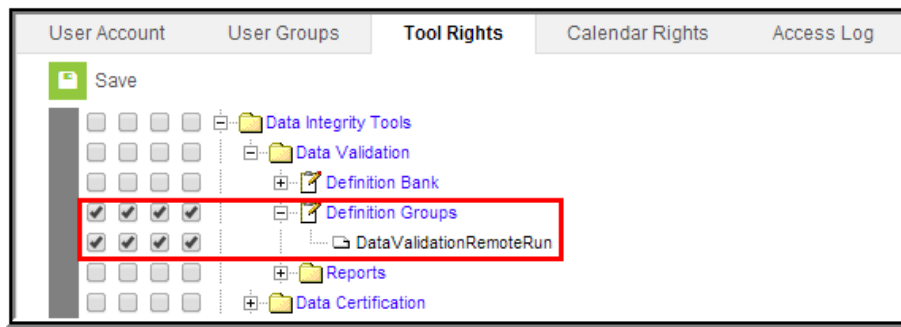 User Account User Groups Tool Rights Calendar Rights Access Log
Save
Data Integrity Tools
Data Validation
Definition Bank
Definition Groups
DataValidationRemoteRun
Reports
Data Certification